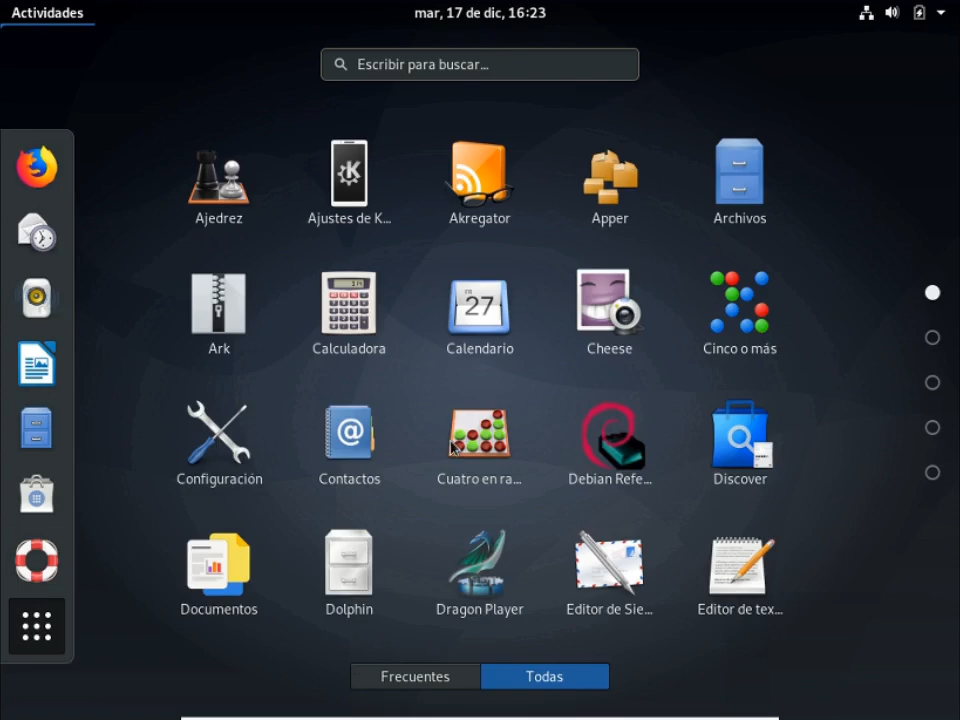 Actividades
mar, 17 de dic, 16:23
Escribir para buscar...
Ajedrez
Ajustes de K...
Akregator
Apper
Archivos
Ark
Calculadora
27
Calendario
Cheese
Cinco o más
Configuración
@
Contactos
Cuatro en ra...
Debian Refe...
Discover
Documentos
Dolphin
Dragon Player
Editor de Sie...
Editor de tex...
Frecuentes
Todas